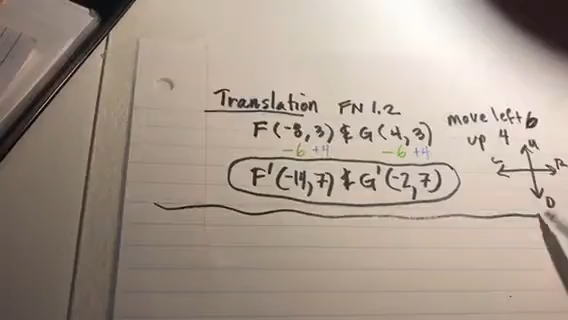 Translation FN 1.2
F(-8,3) & G(4,3)
-6 +4 -6 +4
F'(-14,7) & G'(-2,7)
move left 6
up 4
U
L R
D